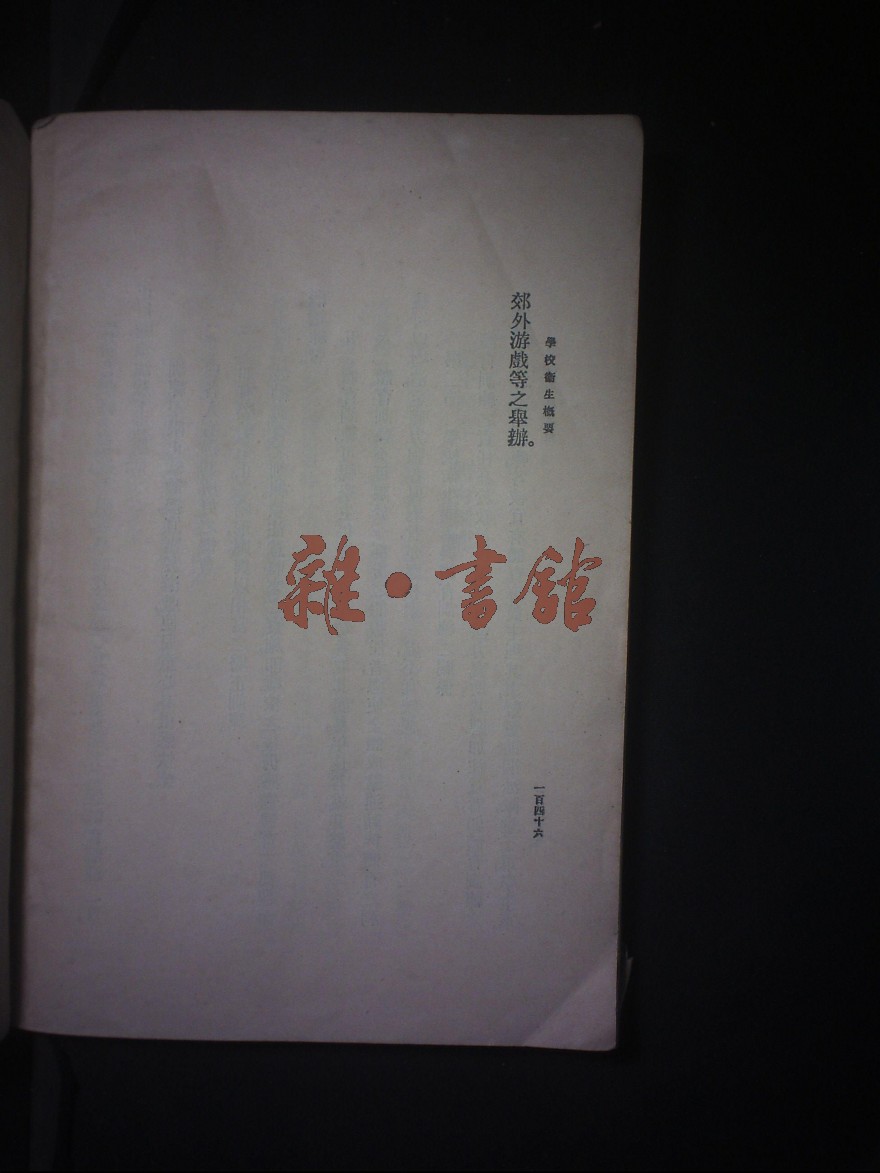 學校衞生概要
郊外游戲等之舉辦。
一百四十六
雜·書館